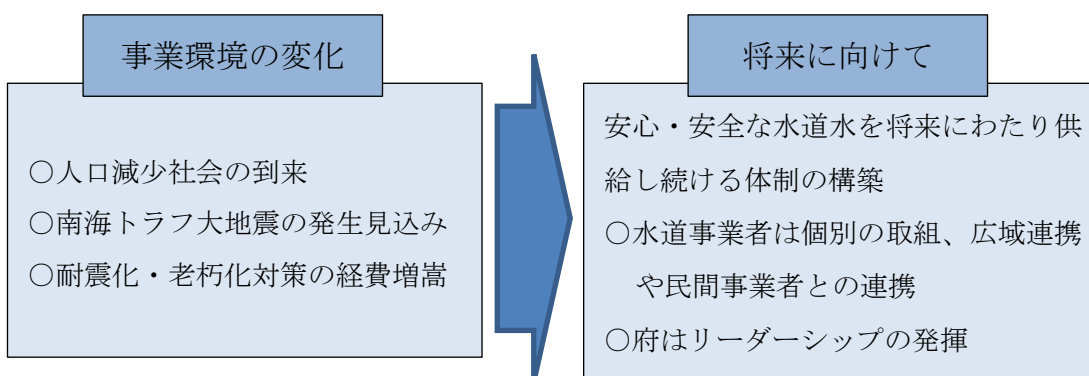 事業環境の変化
○人口減少社会の到来
○南海トラフ大地震の発生見込み
○耐震化・老朽化対策の経費増嵩
将来に向けて
安心・安全な水道水を将来にわたり供
給し続ける体制の構築
○水道事業者は個別の取組、広域連携
や民間事業者との連携
○府はリーダーシップの発揮